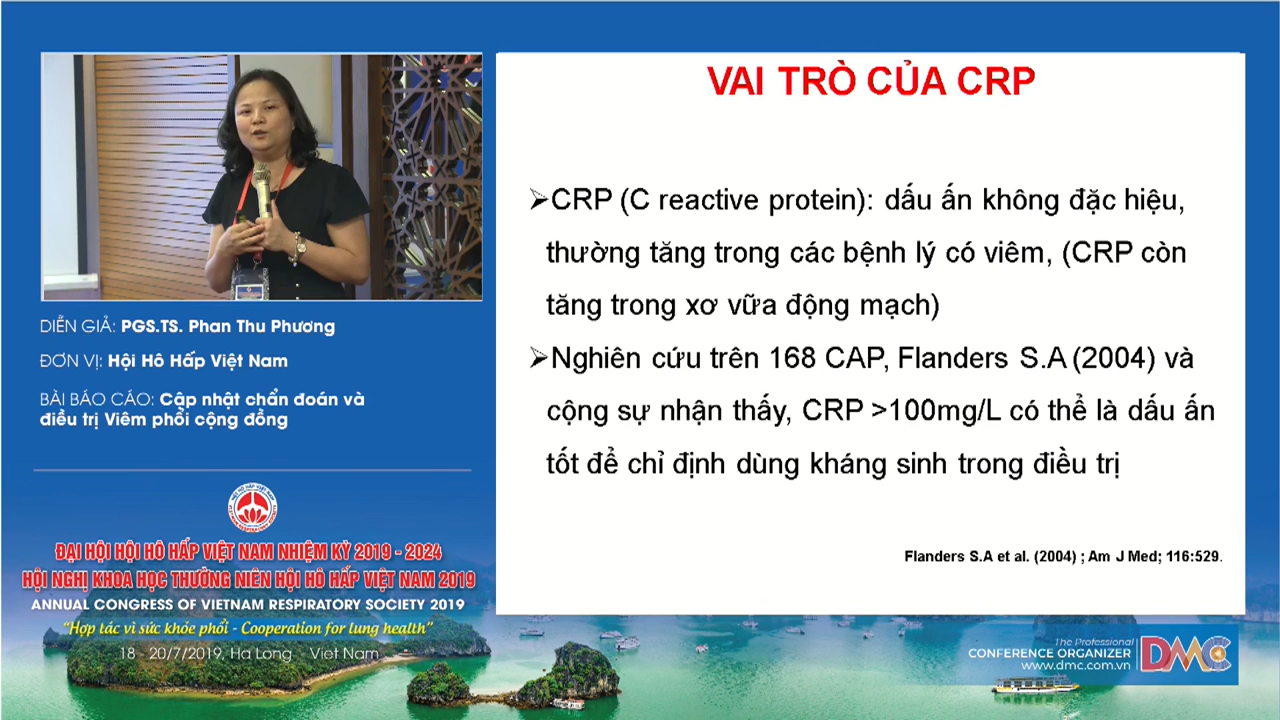 VAI TRÒ CỦA CRP
➢CRP (C reactive protein): dấu ấn không đặc hiệu,
thường tăng trong các bệnh lý có viêm, (CRP còn
tăng trong xơ vữa động mạch)
➢Nghiên cứu trên 168 CAP, Flanders S.A (2004) và
cộng sự nhận thấy, CRP >100mg/L có thể là dấu ấn
tốt để chỉ định dùng kháng sinh trong điều trị
Flanders S.A et al. (2004) ; Am J Med; 116:529.
DIỄN GIẢ: PGS.TS. Phan Thu Phương
ĐƠN VỊ: Hội Hô Hấp Việt Nam
BÀI BÁO CÁO: Cập nhật chẩn đoán và
điều trị Viêm phổi cộng đồng
ĐẠI HỘI HỘI HÔ HẤP VIỆT NAM NHIỆM KỲ 2019 - 2024
HỘI NGHỊ KHOA HỌC THƯỜNG NIÊN HỘI HÔ HẤP VIỆT NAM 2019
ANNUAL CONGRESS OF VIETNAM RESPIRATORY SOCIETY 2019
"Hợp tác vì sức khỏe phổi - Cooperation for lung health"
18 - 20/7/2019, Ha Long Viet Nam
The Professional
CONFERENCE ORGANIZER
www.dmc.com.vn
DMC